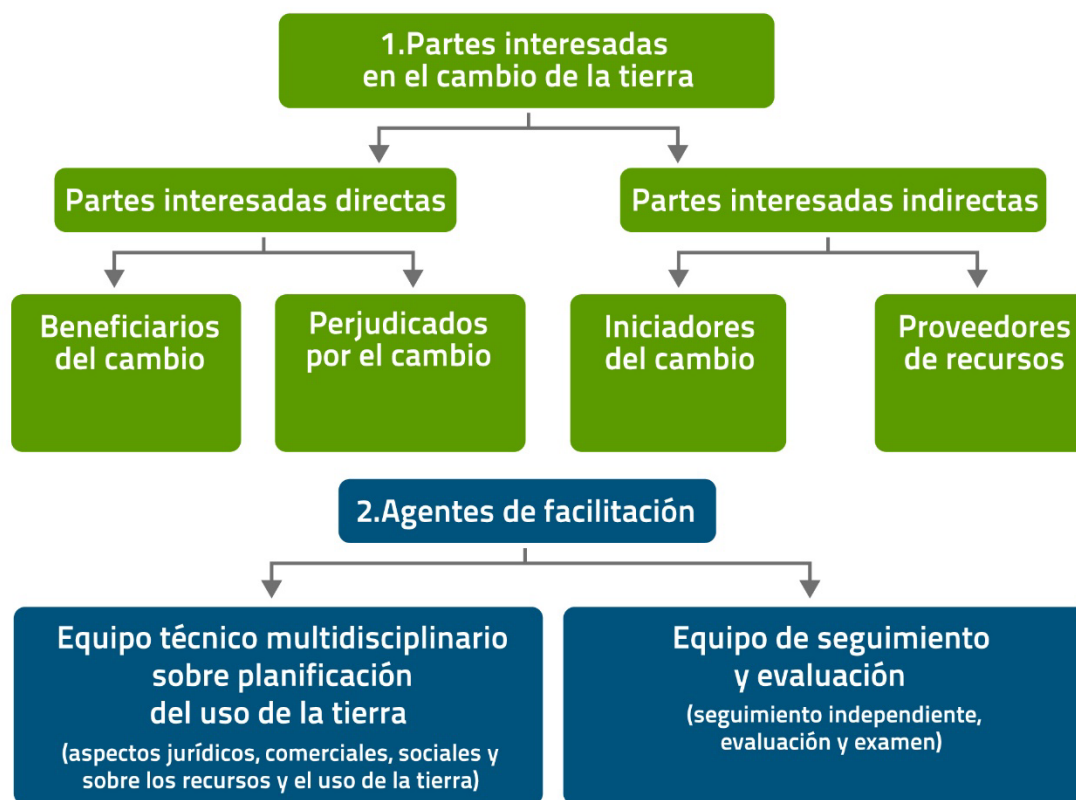 1.Partes interesadas
en el cambio de la tierra
Partes interesadas directas
Partes interesadas indirectas
Beneficiarios
del cambio
Perjudicados
por el cambio
Iniciadores
del cambio
Proveedores
de recursos
2.Agentes de facilitación
Equipo técnico multidisciplinario
sobre planificación
del uso de la tierra
(aspectos jurídicos, comerciales, sociales y
sobre los recursos y el uso de la tierra)
Equipo de seguimiento
y evaluación
(seguimiento independiente,
evaluación y examen)